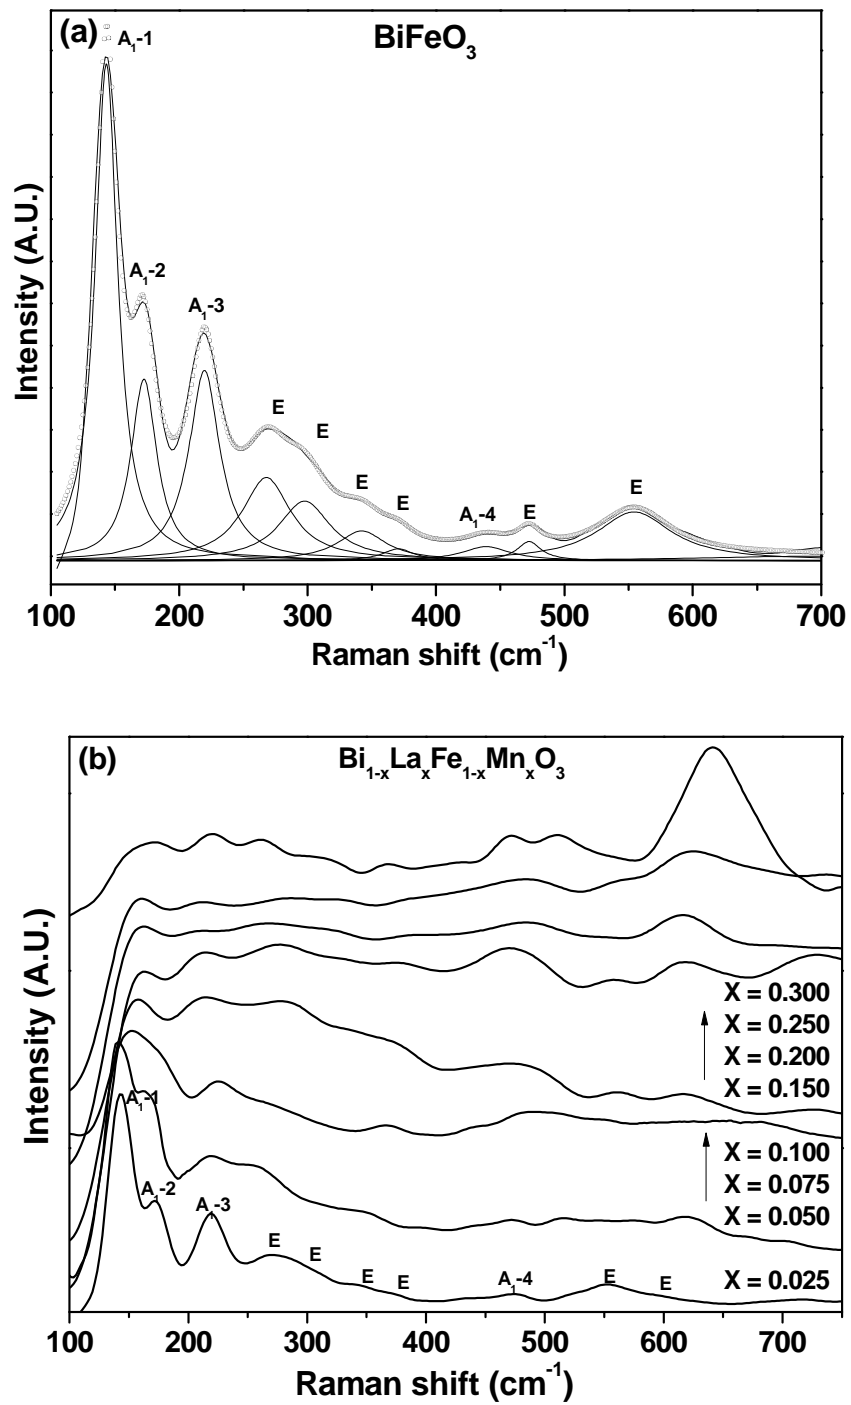 (a)
BiFeO₃
A₁-1
A₁-2
A₁-3
E
E
E
E
A₁-4
E
E
Intensity (A.U.)
100 200 300 400 500 600 700
Raman shift (cm⁻¹)
(b)
Bi₁₋ₓLaₓFe₁₋ₓMnₓO₃
X = 0.300
X = 0.250
X = 0.200
X = 0.150
X = 0.100
X = 0.075
X = 0.050
X = 0.025
A₁-1
A₁-2
A₁-3
E
E
E
E
A₁-4
E
E
Intensity (A.U.)
100 200 300 400 500 600 700
Raman shift (cm⁻¹)